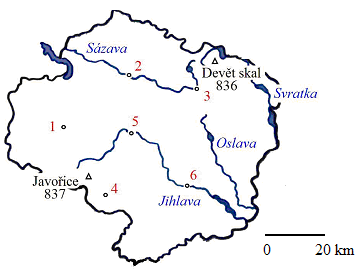 Sázava
Devět skal
836
2
3
Svratka
1
5
Oslava
Javořice
837
4
6
Jihlava
0 20 km